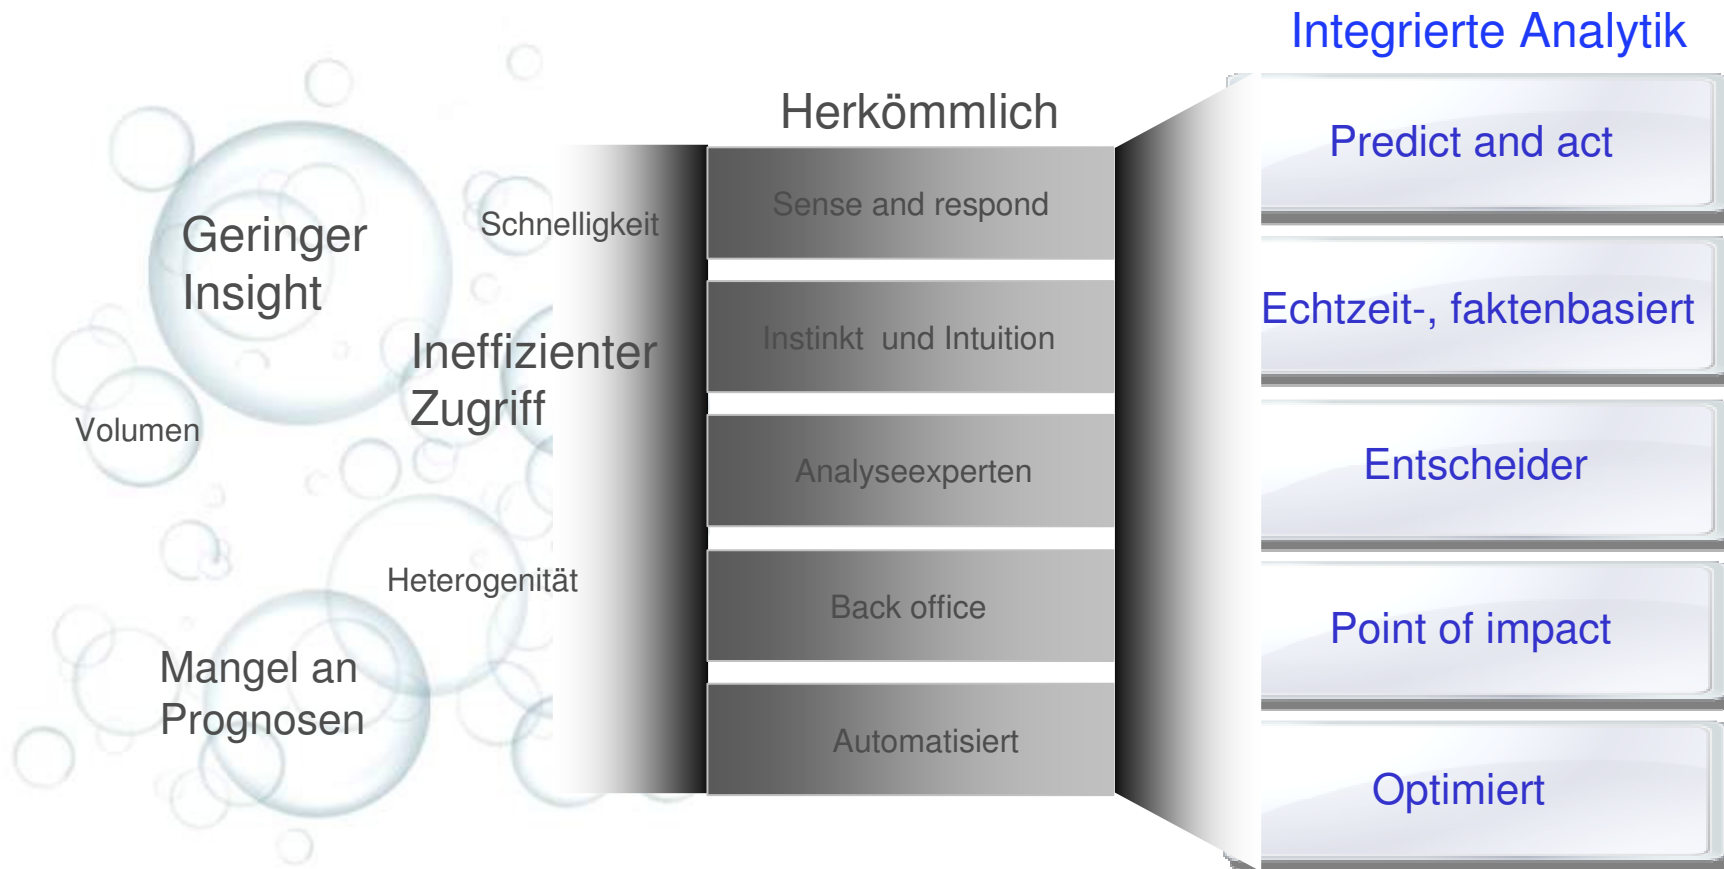 Integrierte Analytik
Herkömmlich
Geringer
Insight
Schnelligkeit
Ineffizienter
Zugriff
Volumen
Heterogenität
Mangel an
Prognosen
Sense and respond
Instinkt und Intuition
Analyseexperten
Back office
Automatisiert
Predict and act
Echtzeit-, faktenbasiert
Entscheider
Point of impact
Optimiert